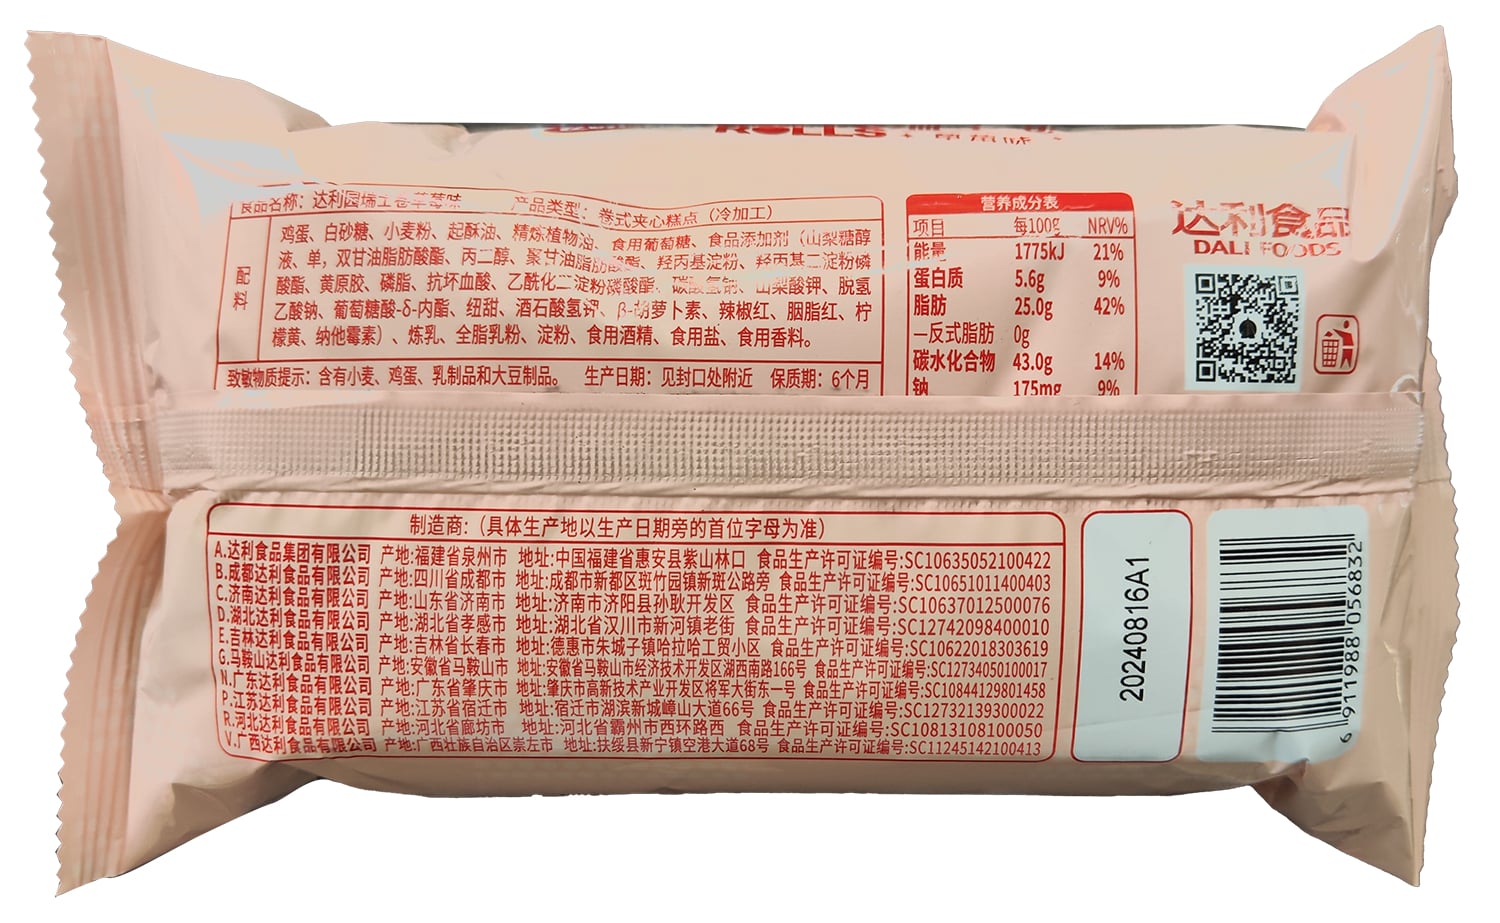 ROLLS
食品名称：达利园瑞士卷草莓味 产品类型：卷式夹心糕点（冷加工）
配料
鸡蛋、白砂糖、小麦粉、起酥油、精炼植物油、食用葡萄糖、食品添加剂（山梨糖醇
液、单，双甘油脂肪酸酯、丙二醇、聚甘油脂肪酸酯、羟丙基淀粉、羟丙基二淀粉磷
酸酯、黄原胶、磷脂、抗坏血酸、乙酰化二淀粉磷酸酯、碳酸氢钠、山梨酸钾、脱氢
乙酸钠、葡萄糖酸-δ-内酯、纽甜、酒石酸氢钾、β-胡萝卜素、辣椒红、胭脂红、柠
檬黄、纳他霉素）、炼乳、全脂乳粉、淀粉、食用酒精、食用盐、食用香料。
致敏物质提示：含有小麦、鸡蛋、乳制品和大豆制品。 生产日期：见封口处附近 保质期：6个月
营养成分表
项目 每100g NRV%
能量 1775kJ 21%
蛋白质 5.6g 9%
脂肪 25.0g 42%
—反式脂肪 0g
碳水化合物 43.0g 14%
钠 175mg 9%
达利食品
DALI FOODS
制造商：（具体生产地以生产日期旁的首位字母为准）
A.达利食品集团有限公司 产地:福建省泉州市 地址:中国福建省惠安县紫山林口 食品生产许可证编号:SC10635052100422
B.成都达利食品有限公司 产地:四川省成都市 地址:成都市新都区斑竹园镇新斑公路旁 食品生产许可证编号:SC10651011400403
C.济南达利食品有限公司 产地:山东省济南市 地址:济南市济阳县孙耿开发区 食品生产许可证编号:SC10637012500076
D.湖北达利食品有限公司 产地:湖北省孝感市 地址:湖北省汉川市新河镇老街 食品生产许可证编号:SC12742098400010
E.吉林达利食品有限公司 产地:吉林省长春市 地址:德惠市朱城子镇哈拉哈工贸小区 食品生产许可证编号:SC10622018303619
G.马鞍山达利食品有限公司 产地:安徽省马鞍山市 地址:安徽省马鞍山市经济技术开发区湖西南路166号 食品生产许可证编号:SC12734050100017
N.广东达利食品有限公司 产地:广东省肇庆市 地址:肇庆市高新技术产业开发区将军大街东一号 食品生产许可证编号:SC10844129801458
P.江苏达利食品有限公司 产地:江苏省宿迁市 地址:宿迁市湖滨新城嶂山大道66号 食品生产许可证编号:SC12732139300022
R.河北达利食品有限公司 产地:河北省廊坊市 地址:河北省霸州市西环路西 食品生产许可证编号:SC10813108100050
V.广西达利食品有限公司 产地:广西壮族自治区崇左市 地址:扶绥县新宁镇空港大道68号 食品生产许可证编号:SC11245142100413
20240816A1
6 911988 056832